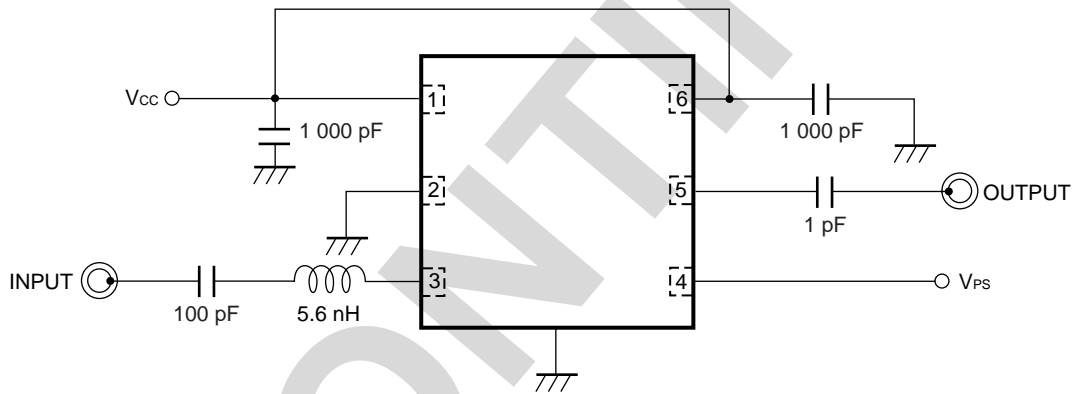 VCC
1
6
1 000 pF
1 000 pF
2
5
OUTPUT
1 pF
INPUT
3
4
VPS
100 pF
5.6 nH